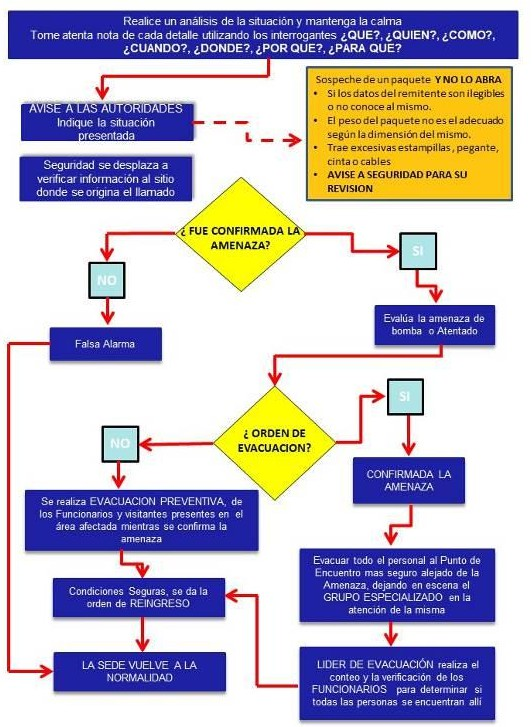 Realice un análisis de la situación y mantenga la calma
Tome atenta nota de cada detalle utilizando los interrogantes ¿QUE?, ¿QUIEN?, ¿COMO?,
¿CUANDO?, ¿DONDE?, ¿POR QUE?, ¿PARA QUE?
AVISE A LAS AUTORIDADES
Indique la situación
presentada
Sospeche de un paquete Y NO LO ABRA
• Si los datos del remitente son ilegibles
o no conoce al mismo.
• El peso del paquete no es el adecuado
según la dimensión del mismo.
• Trae excesivas estampillas, pegante,
cinta o cables
• AVISE A SEGURIDAD PARA SU
REVISION
Seguridad se desplaza a
verificar información al sitio
donde se origina el llamado
¿ FUE CONFIRMADA LA
AMENAZA?
SI
NO
Falsa Alarma
Evalúa la amenaza de
bomba o Atentado
¿ ORDEN DE
EVACUACION?
SI
NO
CONFIRMADA LA
AMENAZA
Se realiza EVACUACION PREVENTIVA, de
los Funcionarios y visitantes presentes en el
área afectada mientras se confirma la
amenaza
Evacuar todo el personal al Punto de
Encuentro mas seguro alejado de la
Amenaza, dejando en escena el
GRUPO ESPECIALIZADO en la
atención de la misma
Condiciones Seguras, se da la
orden de REINGRESO
LA SEDE VUELVE A LA
NORMALIDAD
LIDER DE EVACUACIÓN realiza el
conteo y la verificación de los
FUNCIONARIOS para determinar si
todas las personas se encuentran allí